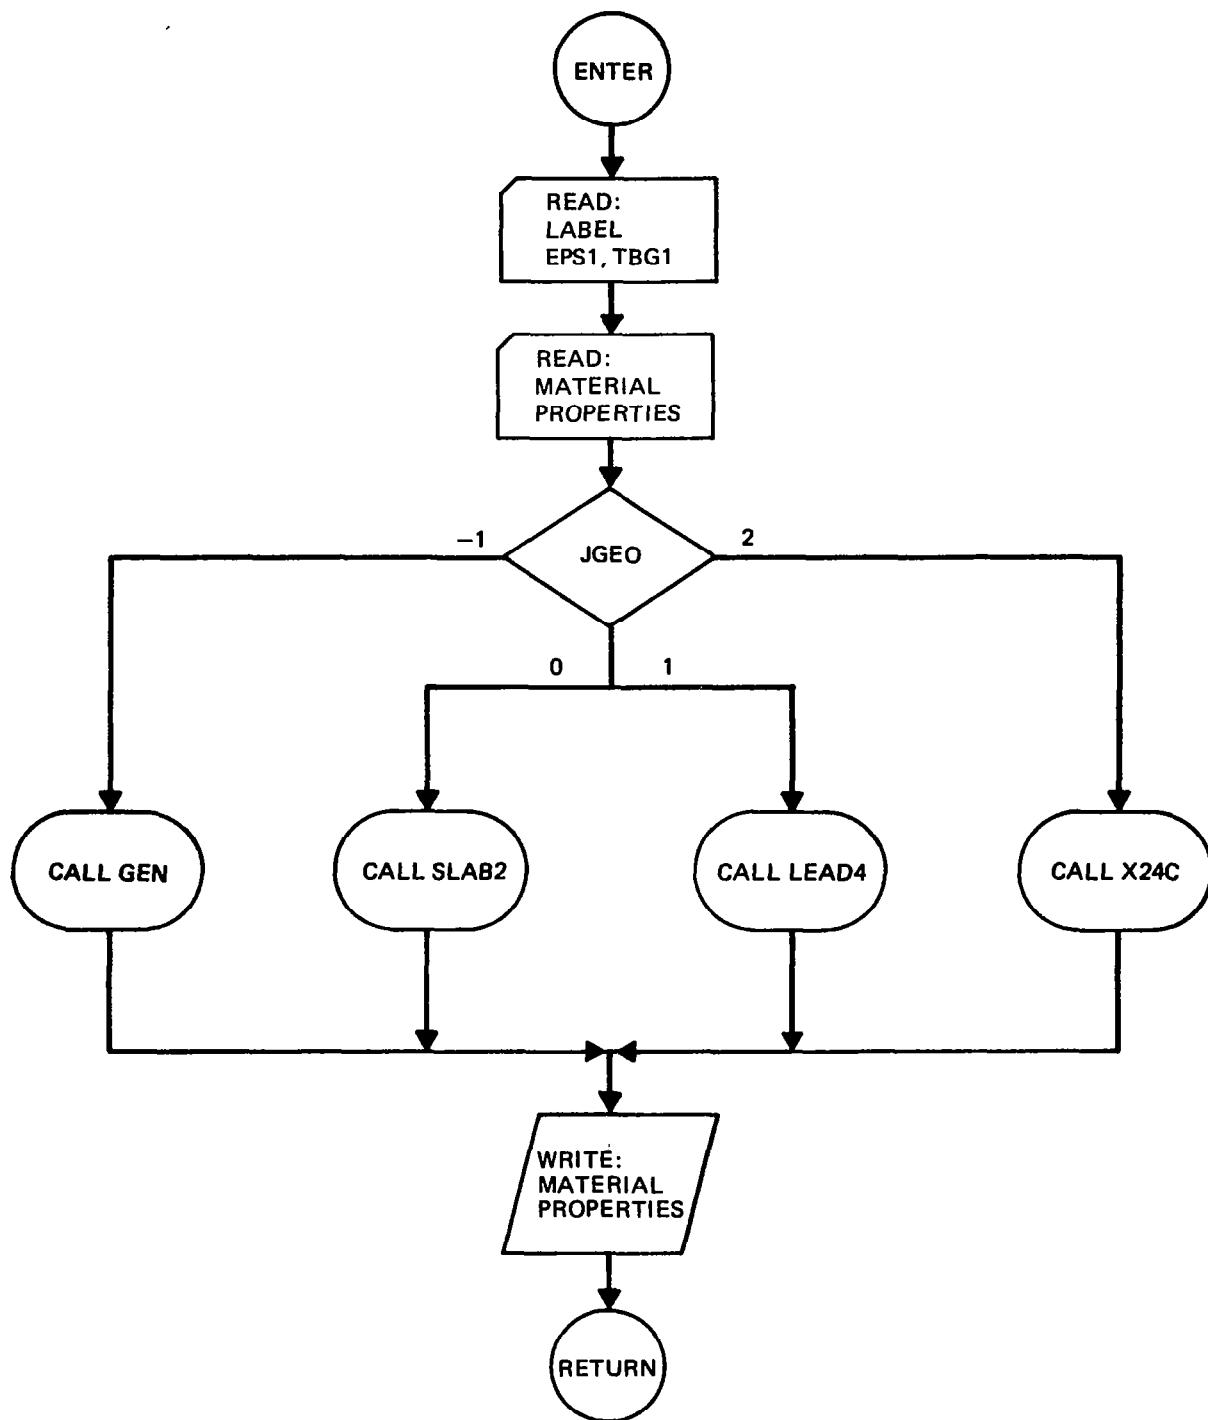 ENTER
READ:
LABEL
EPS1, TBG1
READ:
MATERIAL
PROPERTIES
−1
JGEO
2
0
1
CALL GEN
CALL SLAB2
CALL LEAD4
CALL X24C
WRITE:
MATERIAL
PROPERTIES
RETURN